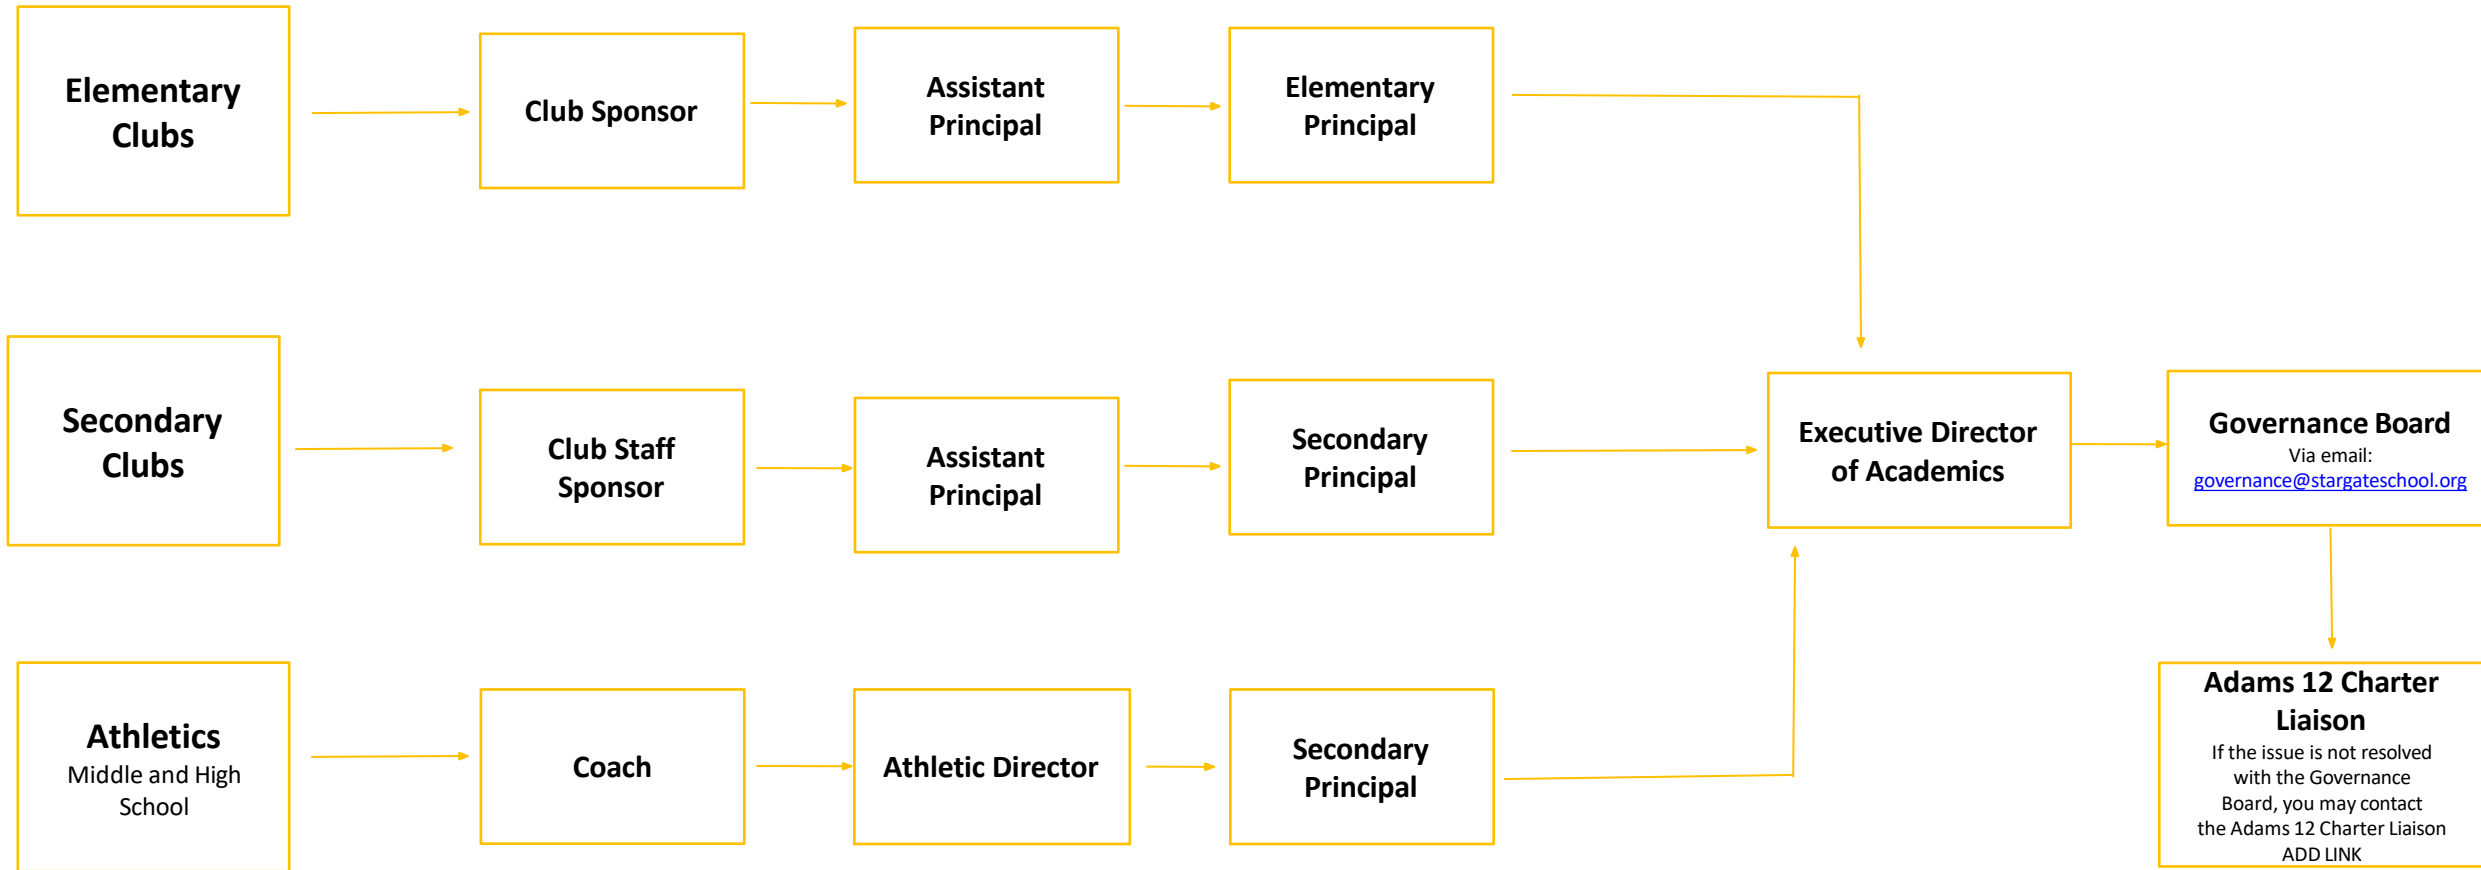 Elementary
Clubs
Club Sponsor
Assistant
Principal
Elementary
Principal
Secondary
Clubs
Club Staff
Sponsor
Assistant
Principal
Secondary
Principal
Executive Director
of Academics
Governance Board
Via email:
governance@stargateschool.org
Athletics
Middle and High
School
Coach
Athletic Director
Secondary
Principal
Adams 12 Charter
Liaison
If the issue is not resolved
with the Governance
Board, you may contact
the Adams 12 Charter Liaison
ADD LINK